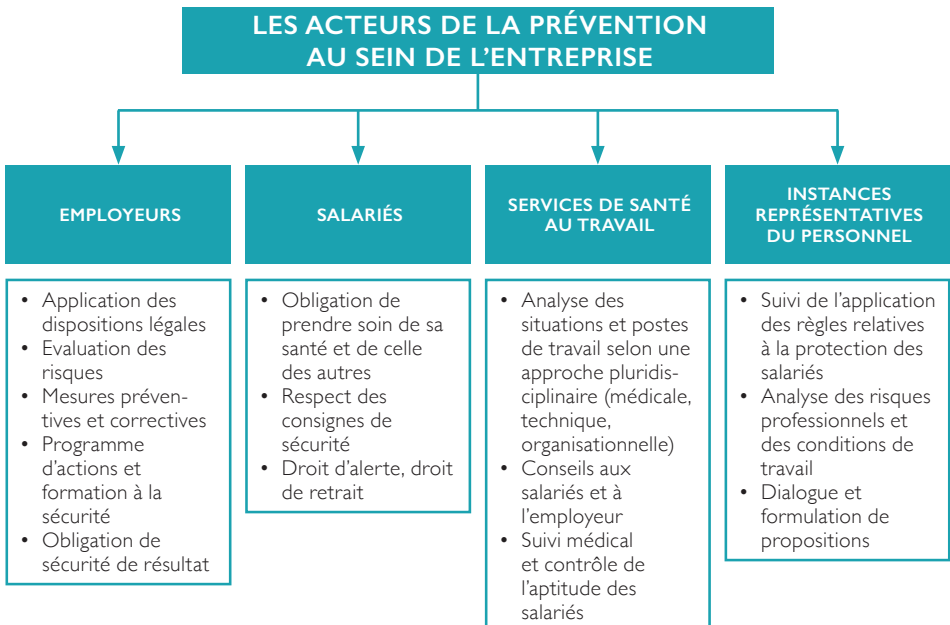 LES ACTEURS DE LA PRÉVENTION
AU SEIN DE L’ENTREPRISE
EMPLOYEURS
• Application des
dispositions légales
• Evaluation des
risques
• Mesures préven-
tives et correctives
• Programme
d’actions et
formation à la
sécurité
• Obligation de
sécurité de résultat
SALARIÉS
• Obligation de
prendre soin de sa
santé et de celle
des autres
• Respect des
consignes de
sécurité
• Droit d’alerte, droit
de retrait
SERVICES DE SANTÉ
AU TRAVAIL
• Analyse des
situations et postes
de travail selon une
approche pluridis-
ciplinaire (médicale,
technique,
organisationnelle)
• Conseils aux
salariés et à
l’employeur
• Suivi médical
et contrôle de
l’aptitude des
salariés
INSTANCES
REPRÉSENTATIVES
DU PERSONNEL
• Suivi de l’application
des règles relatives
à la protection des
salariés
• Analyse des risques
professionnels et
des conditions de
travail
• Dialogue et
formulation de
propositions